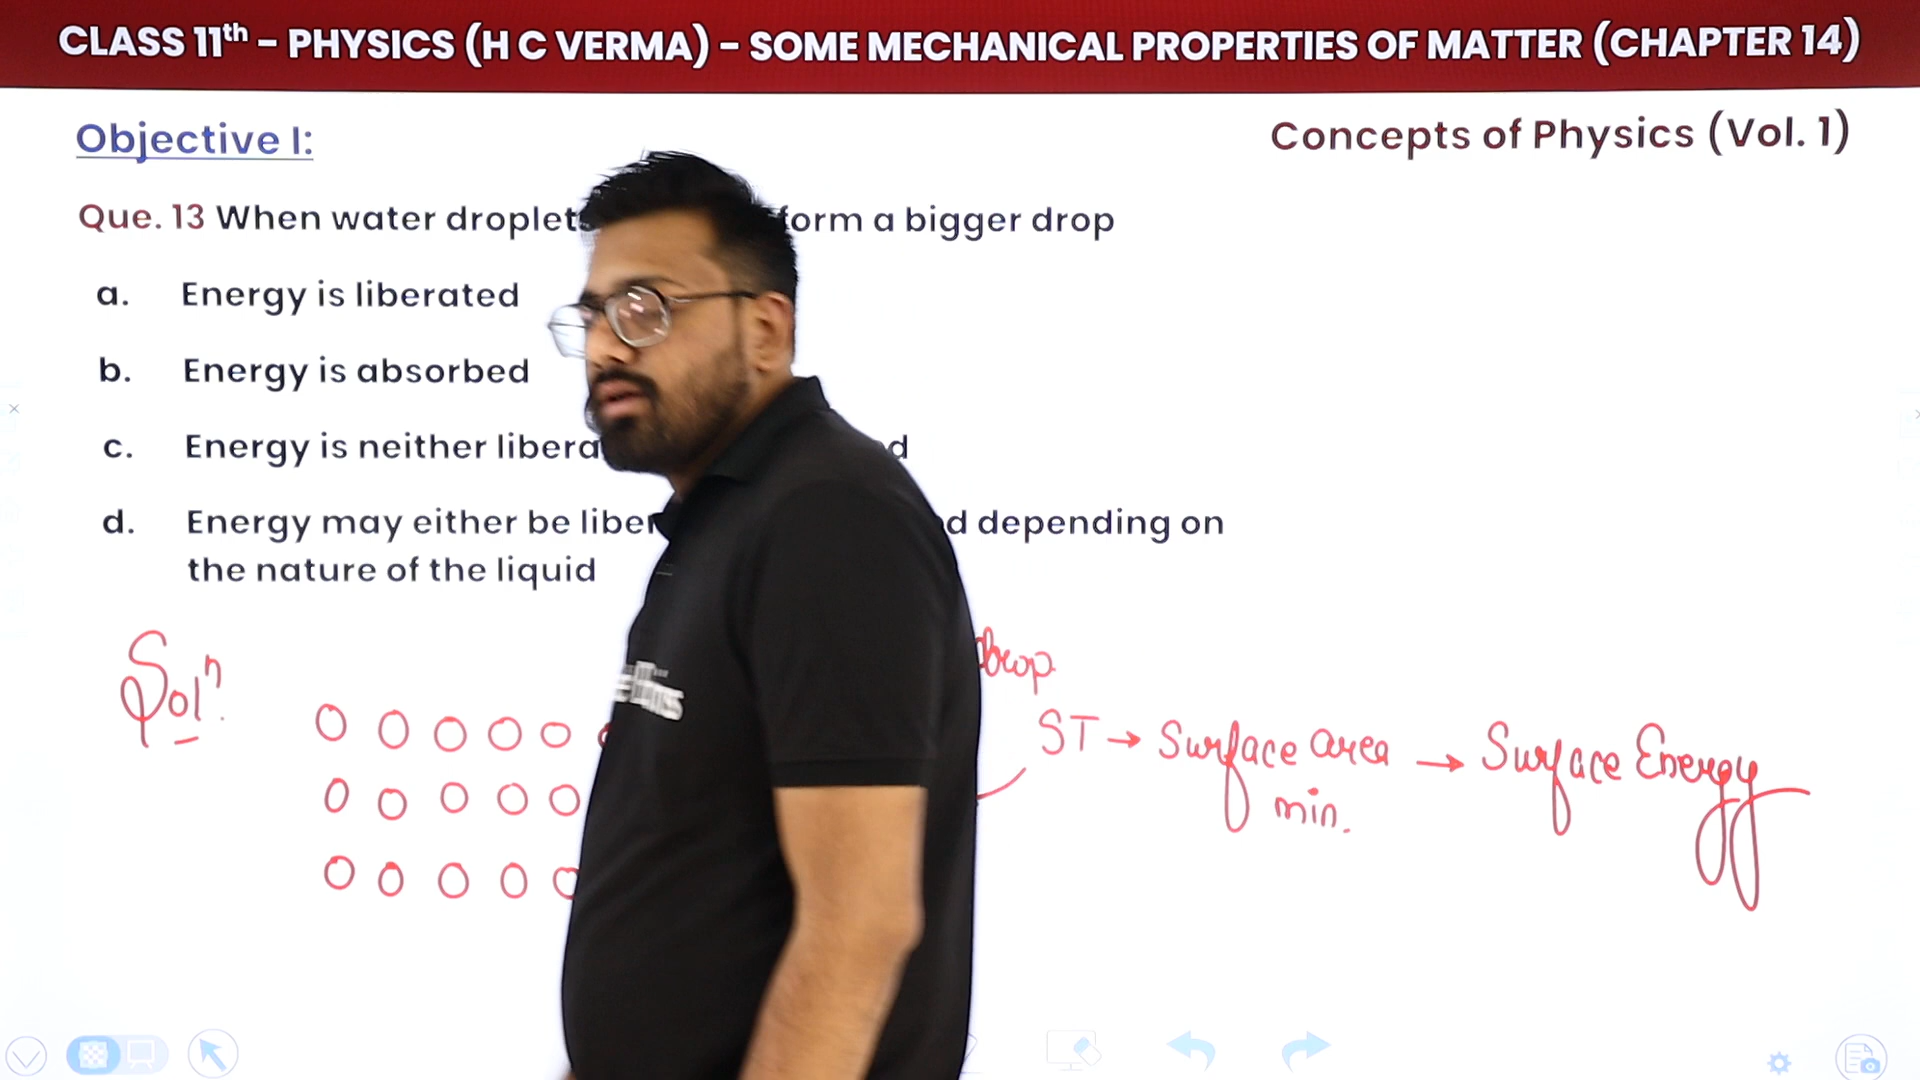 CLASS 11th - PHYSICS (H C VERMA) - SOME MECHANICAL PROPERTIES OF MATTER (CHAPTER 14)
Objective I:
Concepts of Physics (Vol. 1)
Que. 13 When water droplet form a bigger drop
a. Energy is liberated
b. Energy is absorbed
c. Energy is neither libera d
d. Energy may either be liber d depending on
the nature of the liquid
Solⁿ.
Drop
ST → Surface area → Surface Energy
min.